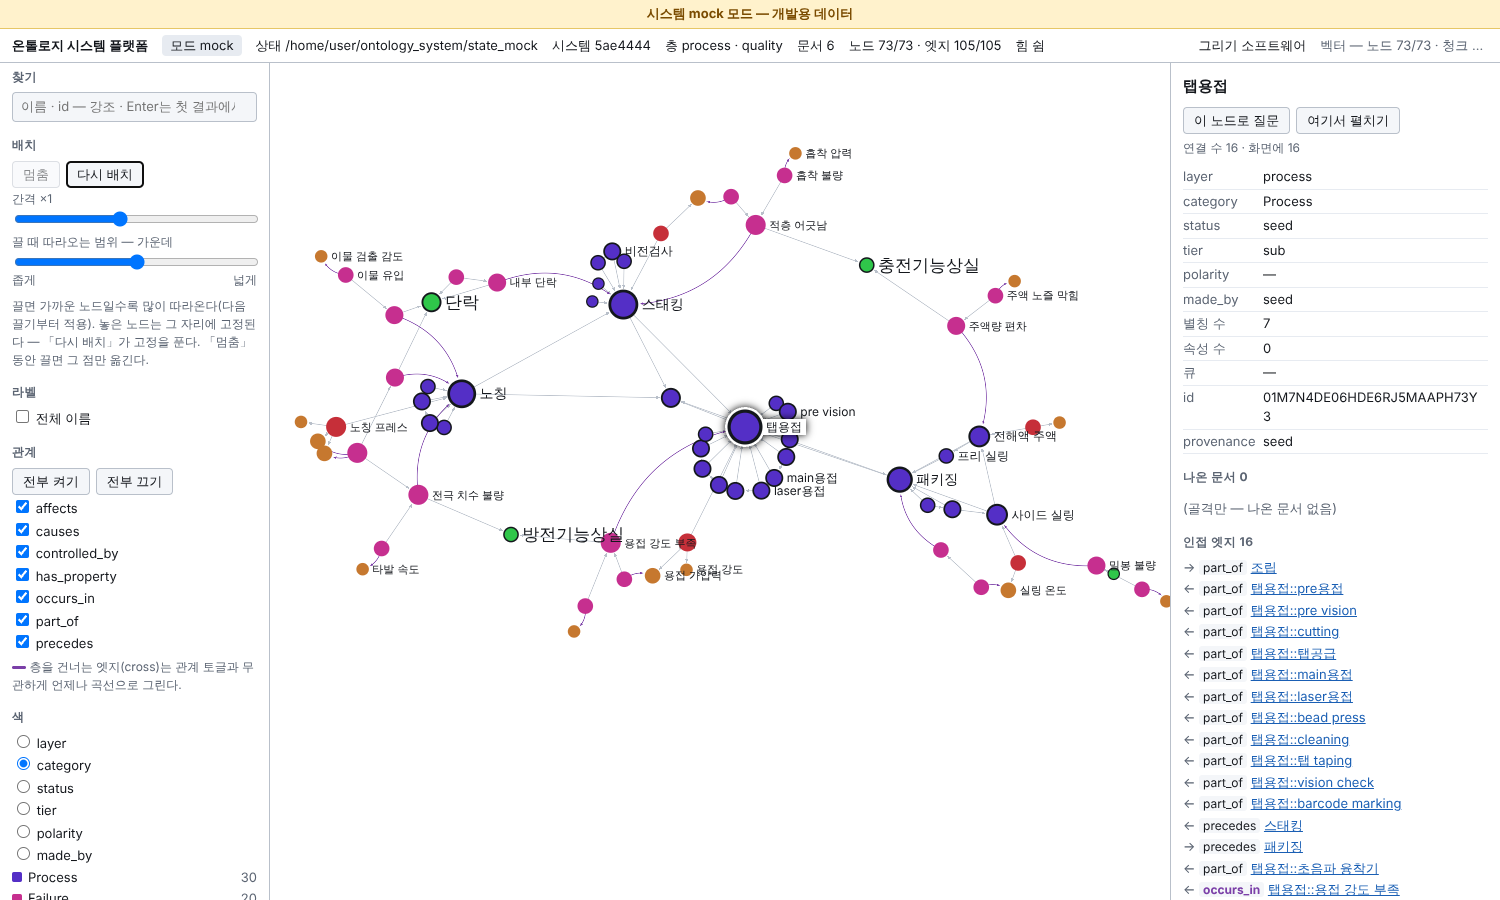 시스템 mock 모드 — 개발용 데이터
온톨로지 시스템 플랫폼 모드 mock 상태 /home/user/ontology_system/state_mock 시스템 5ae4444 층 process · quality 문서 6 노드 73/73 · 엣지 105/105 힘 쉼 그리기 소프트웨어 벡터 — 노드 73/73 · 청크 ...
찾기
이름 · id — 강조 · Enter는 첫 결과에
배치
멈춤 다시 배치
간격 ×1
끌 때 따라오는 범위 — 가운데
좁게 넓게
끌면 가까운 노드일수록 많이 따라온다(다음
끌기부터 적용). 놓은 노드는 그 자리에 고정된
다 — 「다시 배치」가 고정을 푼다. 「멈춤」
동안 끌면 그 점만 옮긴다.
라벨
전체 이름
관계
전부 켜기 전부 끄기
affects
causes
controlled_by
has_property
occurs_in
part_of
precedes
층을 건너는 엣지(cross)는 관계 토글과 무
관하게 언제나 곡선으로 그린다.
색
layer
category
status
tier
polarity
made_by
Process 30
Failure 20
흡착 압력
흡착 불량
적층 어긋남
비전검사
충전기능상실
이물 검출 감도
이물 유입
내부 단락
단락
스태킹
주액 노즐 막힘
주액량 편차
노칭
노칭 프레스
pre vision
탭용접
전해액 주액
프리 실링
main용접
laser용접
패키징
전극 치수 불량
사이드 실링
방전기능상실
용접 강도 부족
타발 속도
용접 가압력
용접 강도
밀봉 불량
실링 온도
탭용접
이 노드로 질문 여기서 펼치기
연결 수 16 · 화면에 16
layer process
category Process
status seed
tier sub
polarity —
made_by seed
별칭 수 7
속성 수 0
큐 —
id 01M7N4DE06HDE6RJ5MAAPH73Y
3
provenance seed
나온 문서 0
(골격만 — 나온 문서 없음)
인접 엣지 16
→ part_of 조립
← part_of 탭용접::pre용접
← part_of 탭용접::pre vision
← part_of 탭용접::cutting
← part_of 탭용접::탭공급
← part_of 탭용접::main용접
← part_of 탭용접::laser용접
← part_of 탭용접::bead press
← part_of 탭용접::cleaning
← part_of 탭용접::탭 taping
← part_of 탭용접::vision check
← part_of 탭용접::barcode marking
← precedes 스태킹
→ precedes 패키징
← part_of 탭용접::초음파 융착기
← occurs_in 탭용접::용접 강도 부족